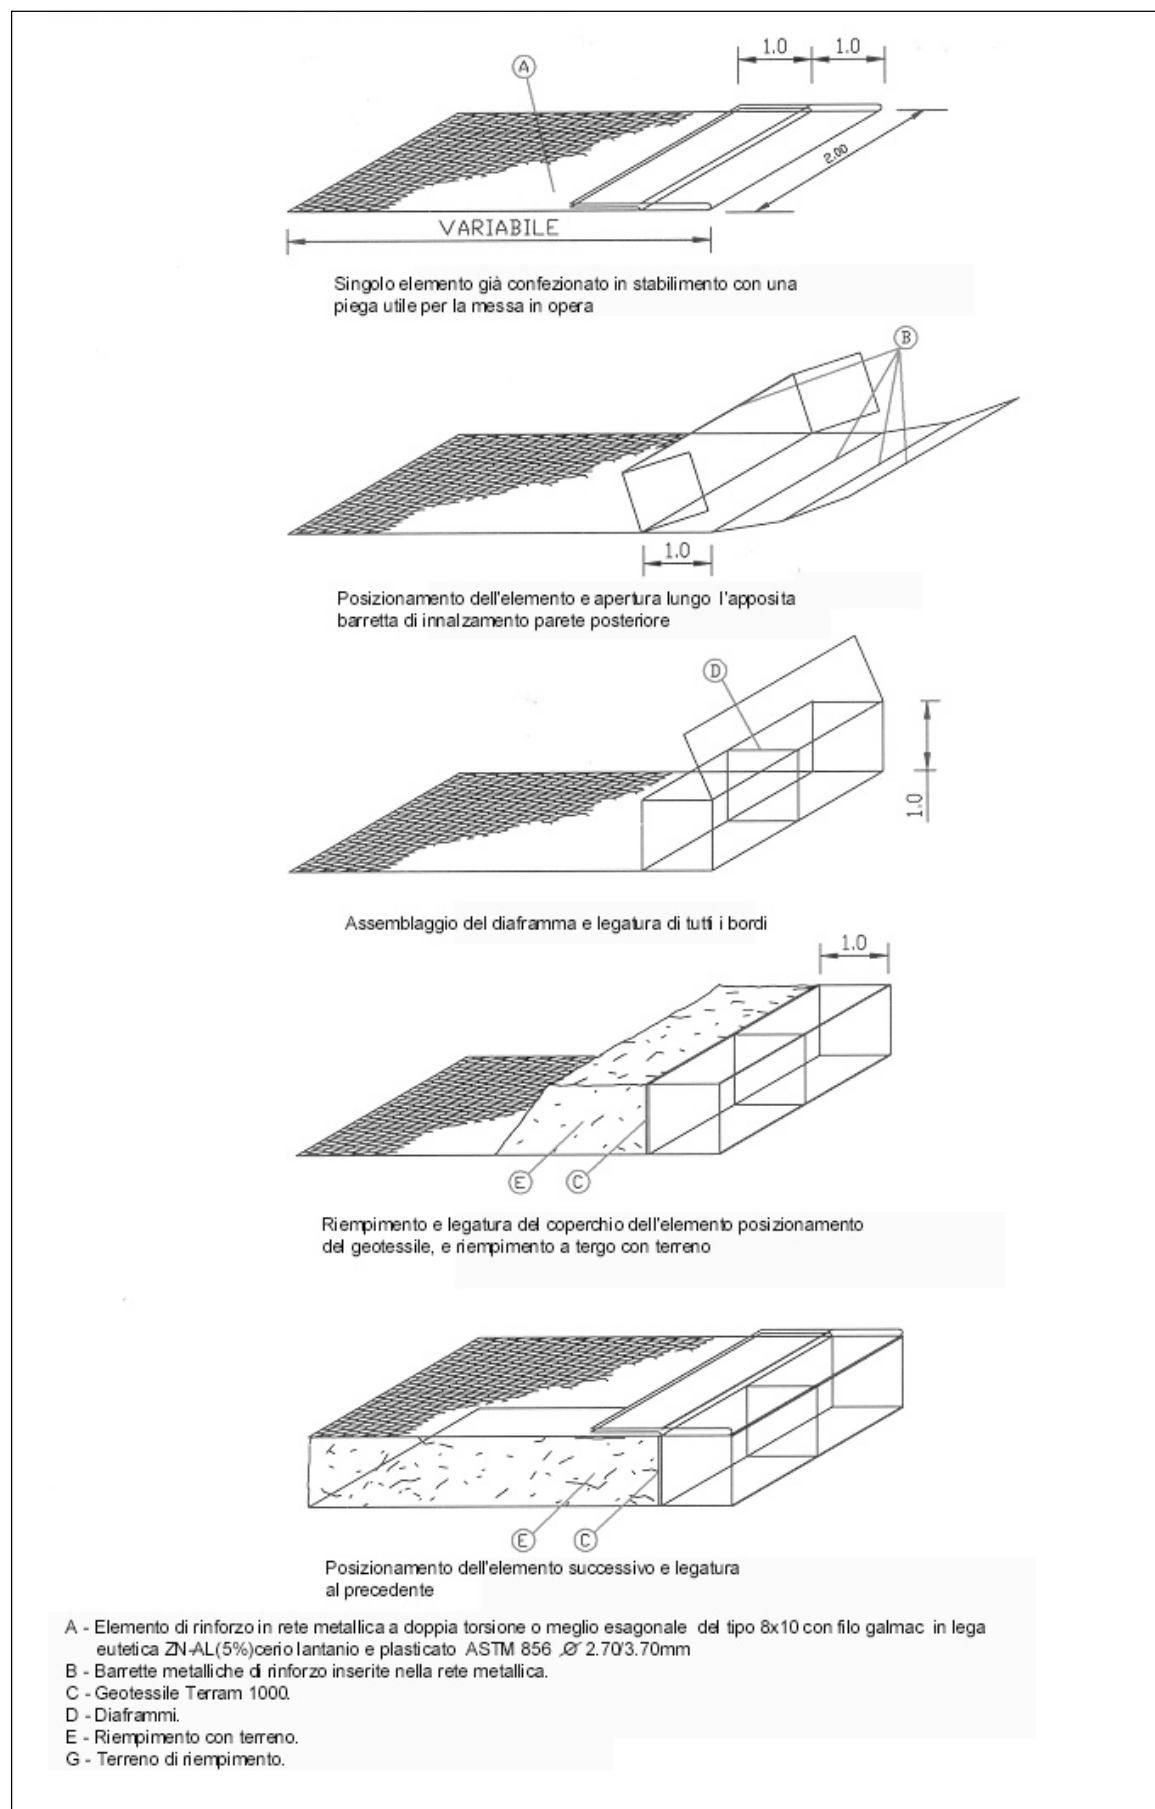 1.0 1.0
A
2.00
VARIABILE
Singolo elemento già confezionato in stabilimento con una
piega utile per la messa in opera
B
1.0
Posizionamento dell'elemento e apertura lungo l'apposita
barretta di innalzamento parete posteriore
D
1.0
Assemblaggio del diaframma e legatura di tutti i bordi
1.0
E C
Riempimento e legatura del coperchio dell'elemento posizionamento
del geotessile, e riempimento a tergo con terreno
E C
Posizionamento dell'elemento successivo e legatura
al precedente
A - Elemento di rinforzo in rete metallica a doppia torsione o meglio esagonale del tipo 8x10 con filo galmac in lega
eutetica ZN-AL(5%)cerio lantanio e plasticato ASTM 856 Ø 2.70/3.70mm
B - Barrette metalliche di rinforzo inserite nella rete metallica.
C - Geotessile Terram 1000.
D - Diaframmi.
E - Riempimento con terreno.
G - Terreno di riempimento.